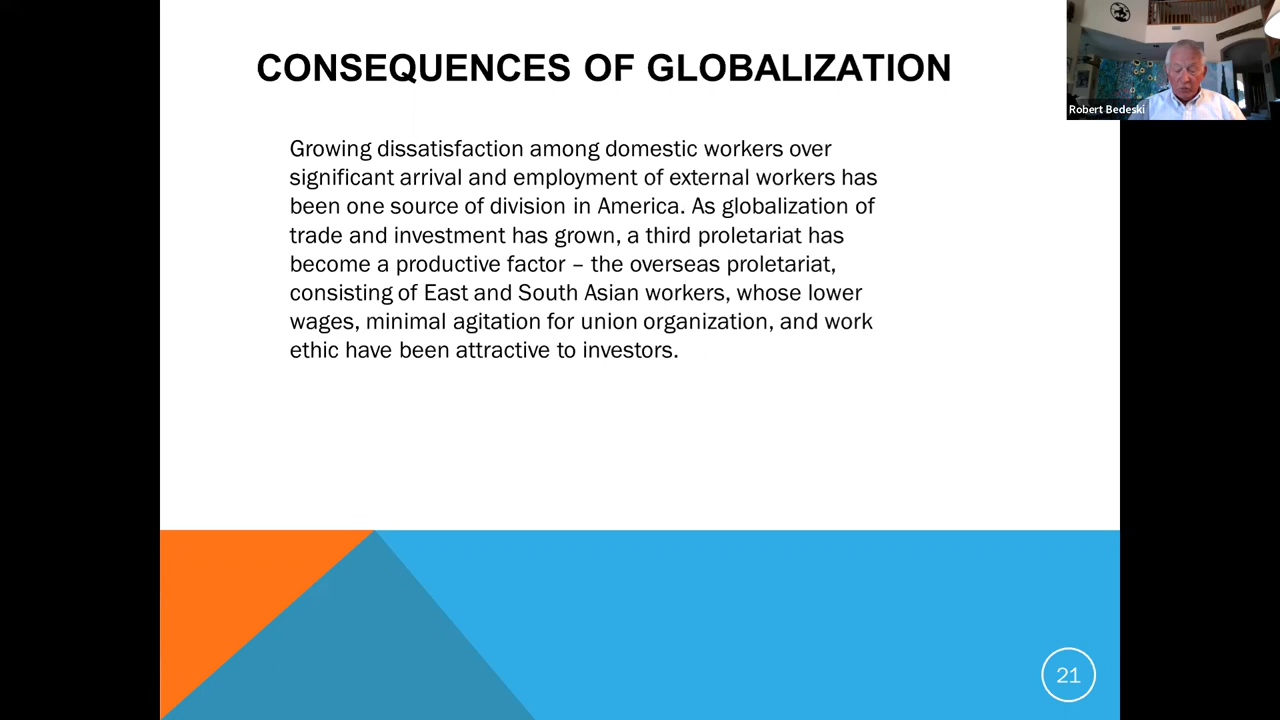 CONSEQUENCES OF GLOBALIZATION
Robert Bedeski
Growing dissatisfaction among domestic workers over
significant arrival and employment of external workers has
been one source of division in America. As globalization of
trade and investment has grown, a third proletariat has
become a productive factor – the overseas proletariat,
consisting of East and South Asian workers, whose lower
wages, minimal agitation for union organization, and work
ethic have been attractive to investors.
21